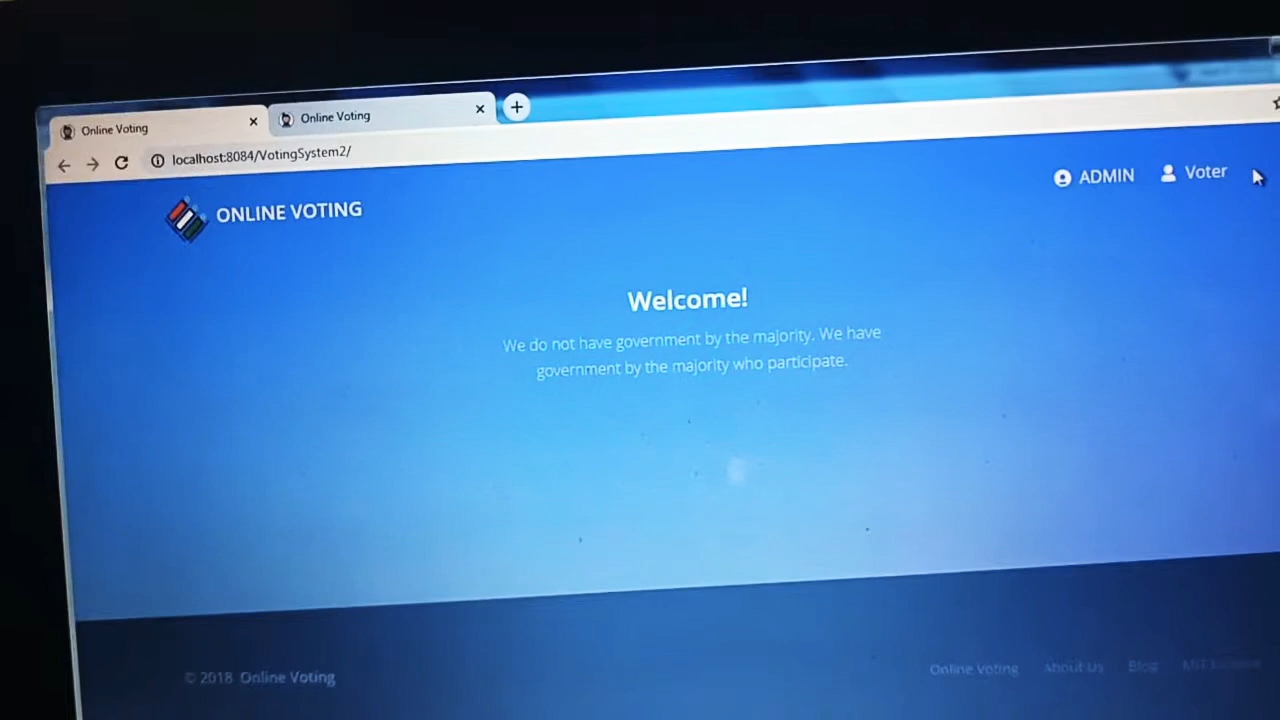 Online Voting
Online Voting
localhost:8084/VotingSystem2/
ONLINE VOTING
ADMIN
Voter
Welcome!
We do not have government by the majority. We have
government by the majority who participate.
© 2018 Online Voting
Online Voting
About Us
Blog
MIT